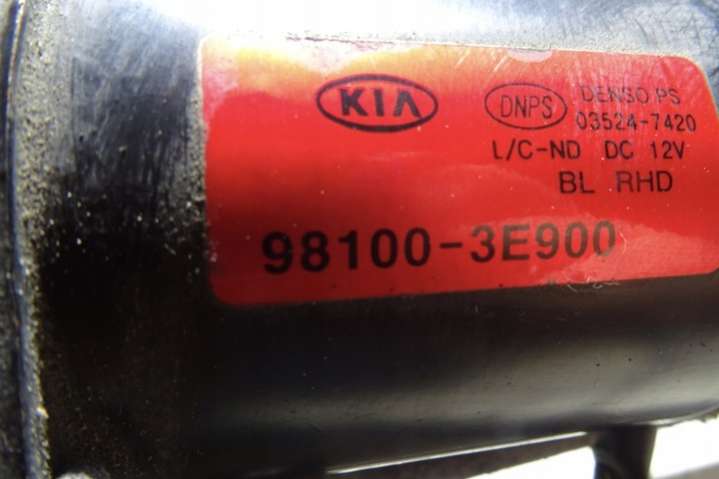 KIA DNPS DENSO PS
03524-7420
L/C-ND DC 12V
BL RHD
98100-3E900